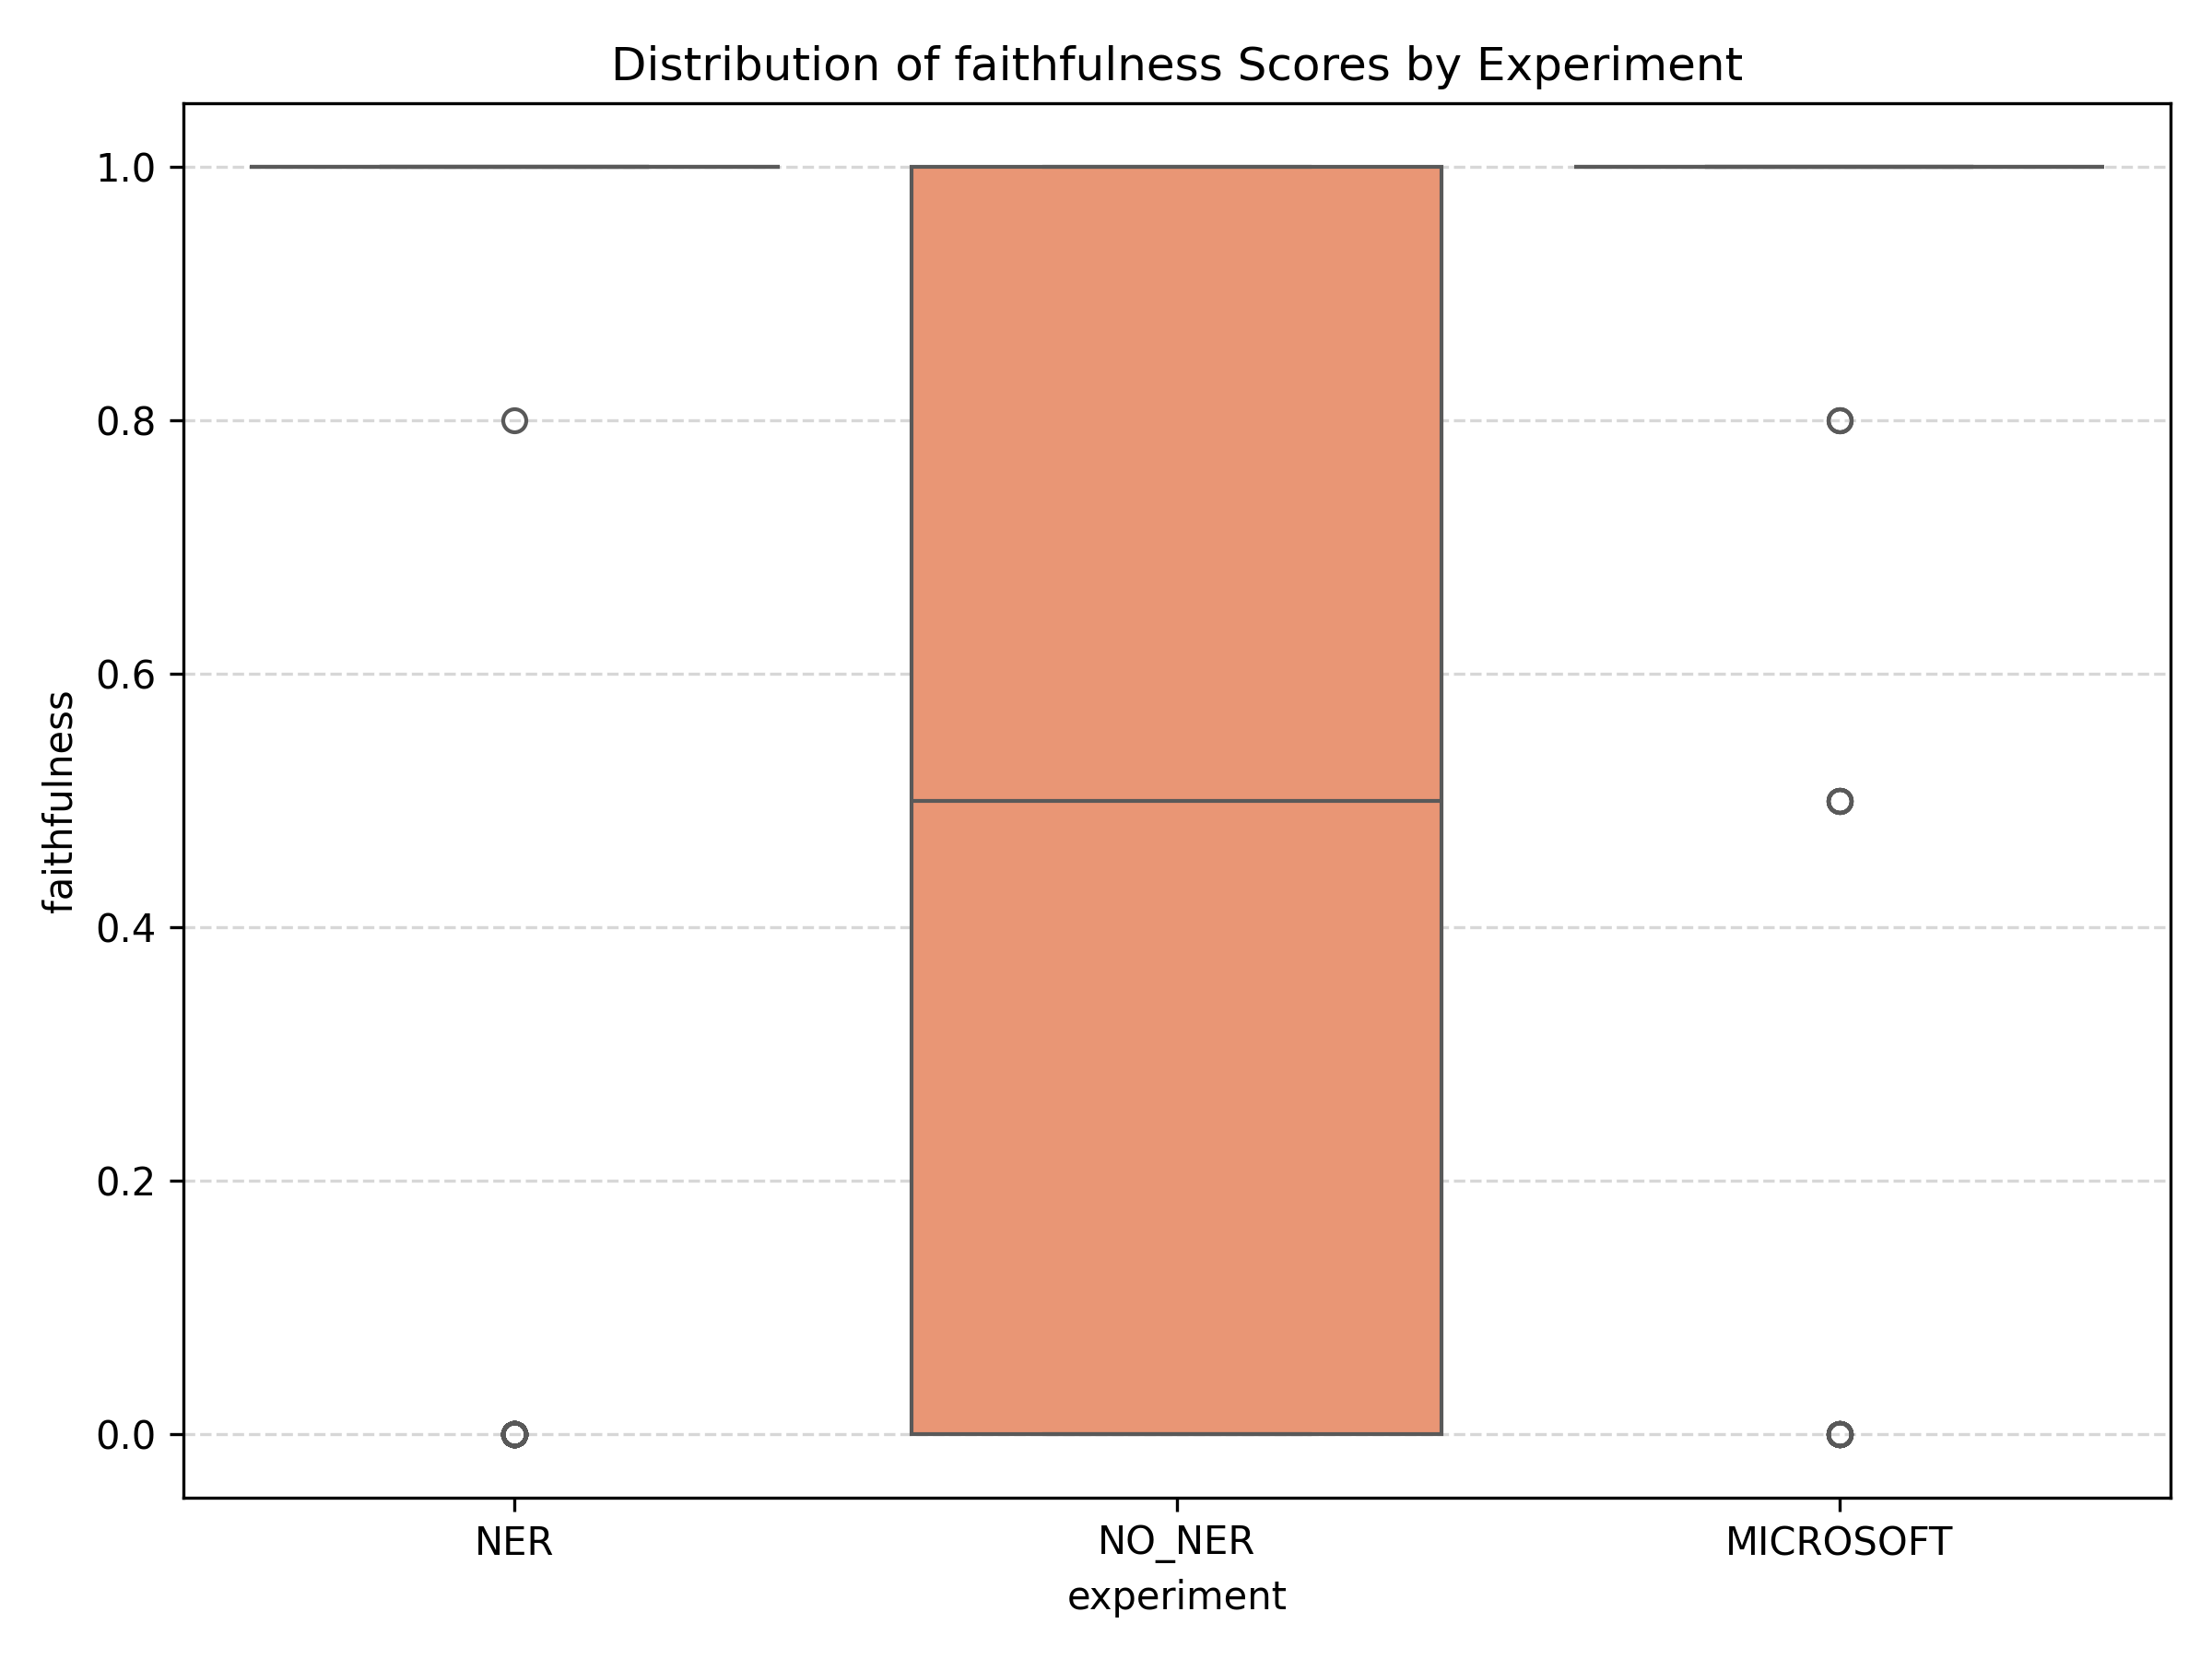 Distribution of faithfulness Scores by Experiment
1.0
0.8
0.6
0.4
0.2
0.0
faithfulness
NER
NO_NER
MICROSOFT
experiment